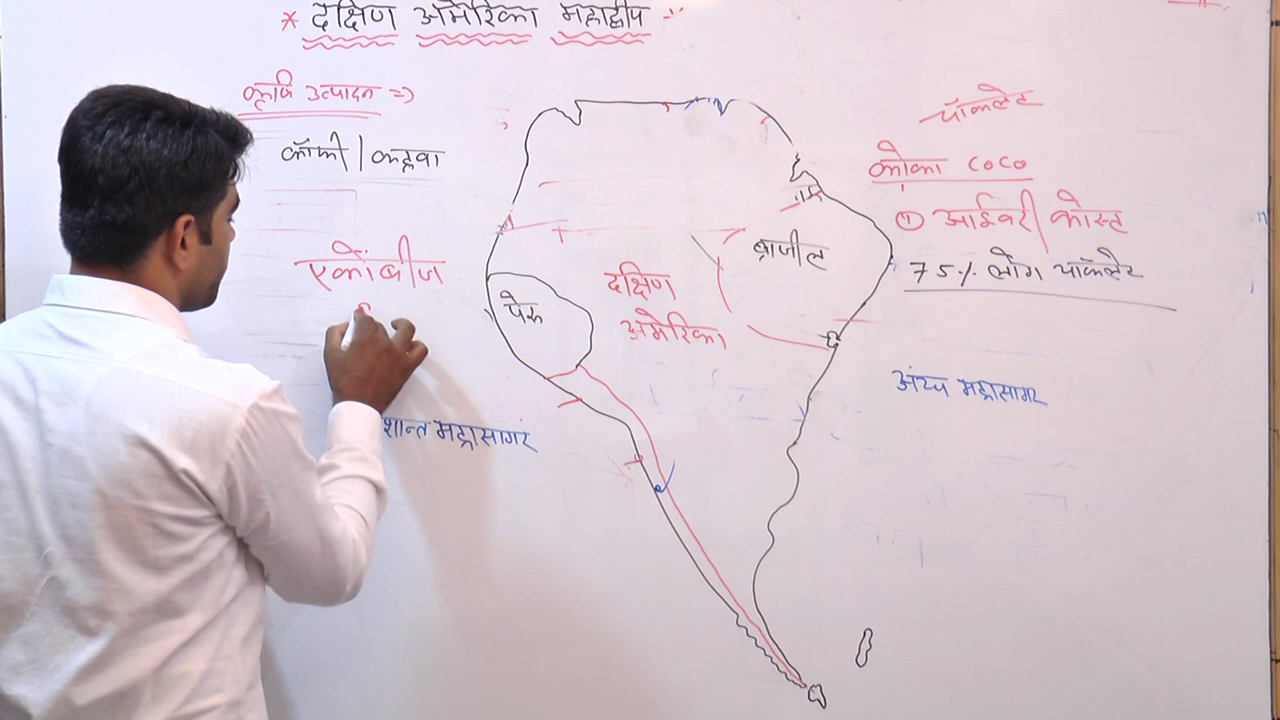 * दक्षिण अमेरिका महाद्वीप
कृषि उत्पादन =>
कॉफी | कहवा
एकोंबीज
पेरू
दक्षिण
अमेरिका
ब्राजील
शान्त महासागर
चॉकलेट
कोका COCO
① आईवरी कोस्ट
75% लोग चॉकलेट
अंध महासागर